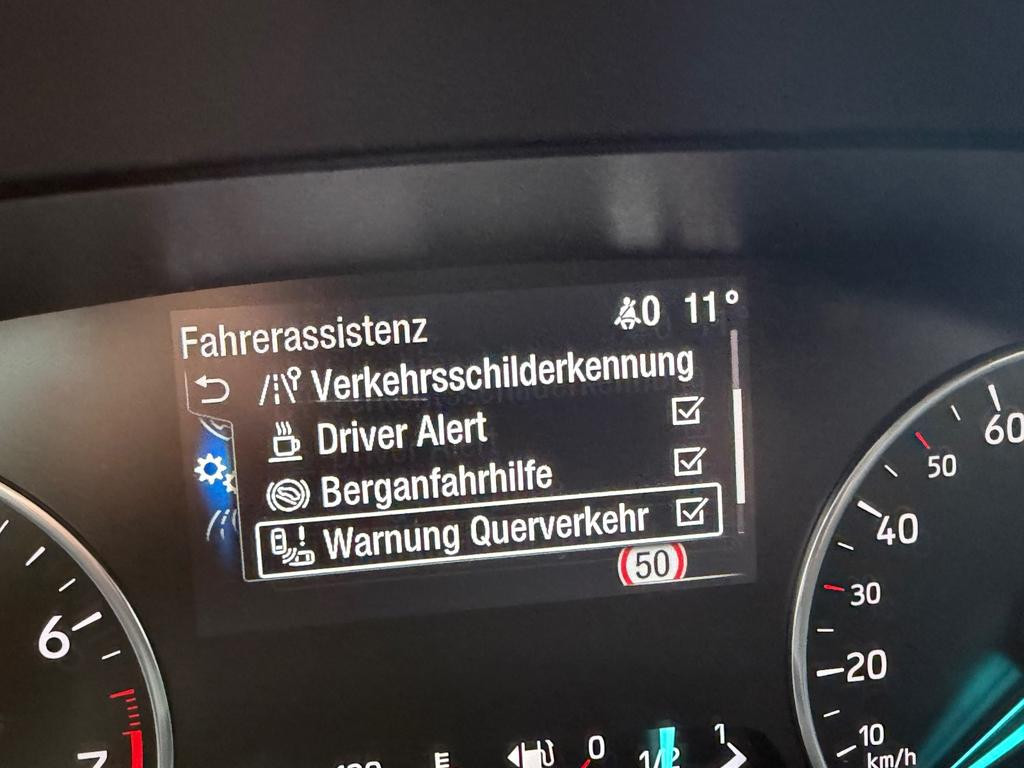 Fahrerassistenz 0 11°
Verkehrsschilderkennung
Driver Alert
Berganfahrhilfe
Warnung Querverkehr
50
6
7
60
50
40
30
20
10
km/h
E
0 1/2 1